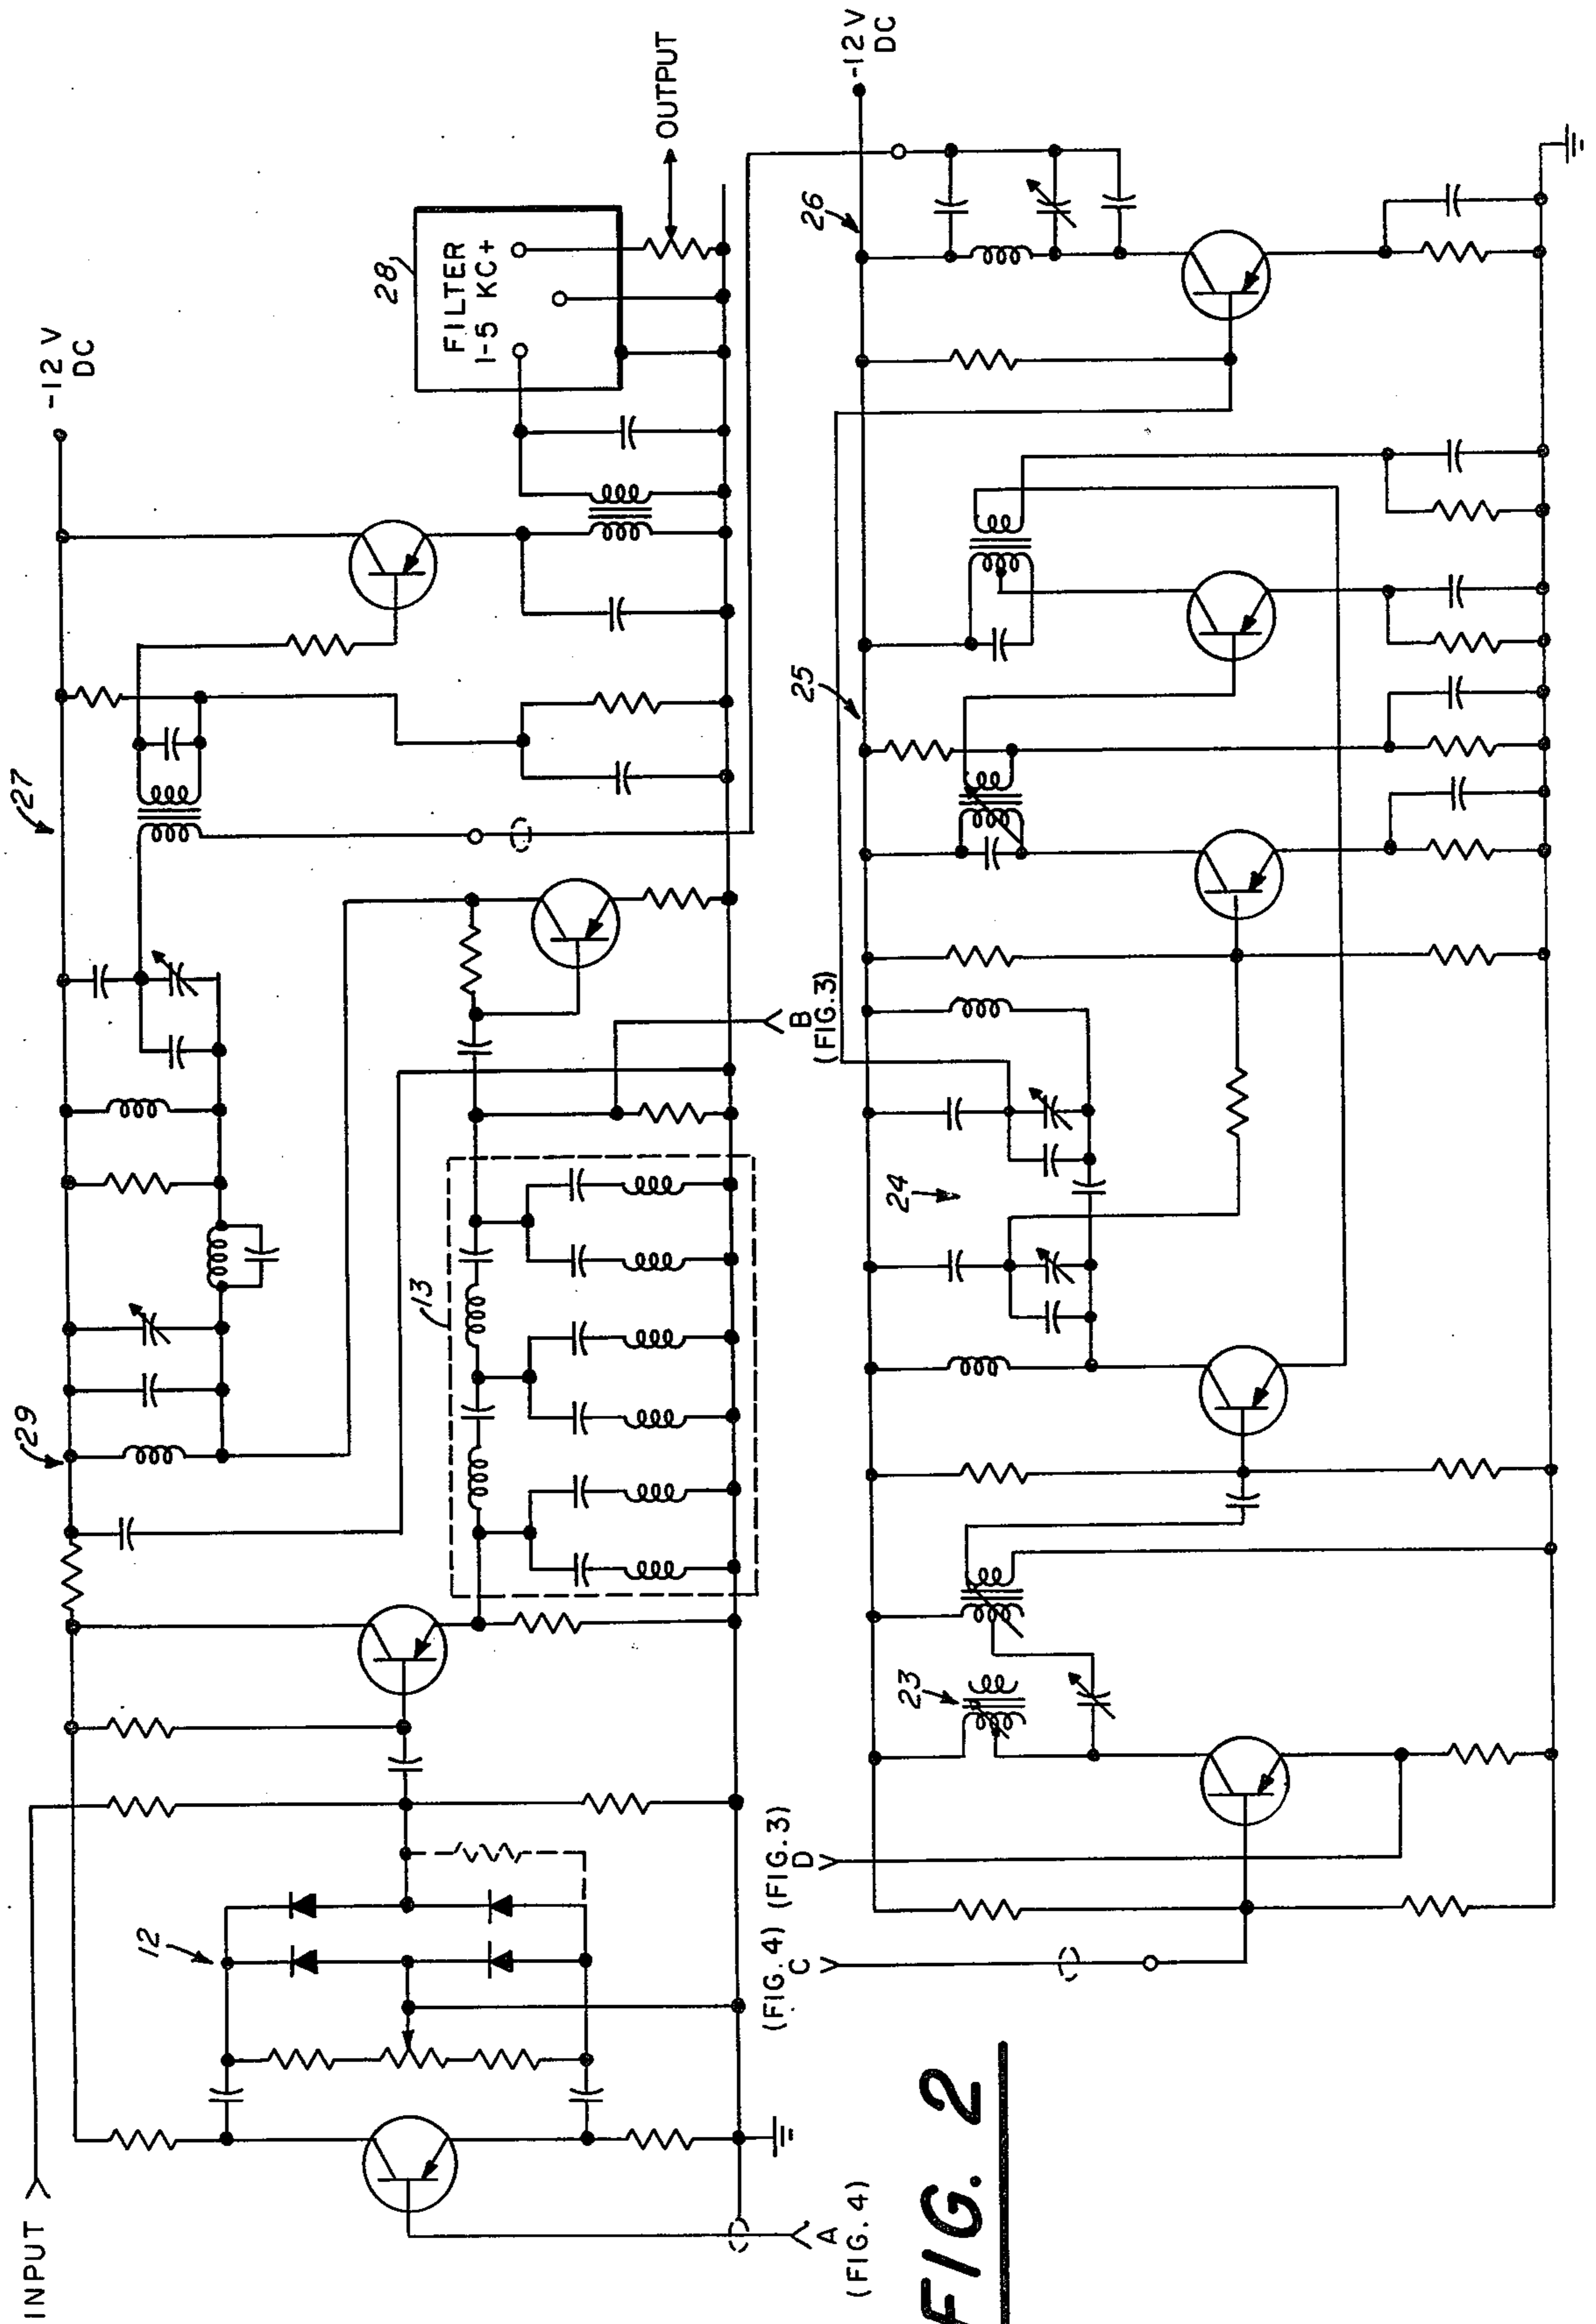 INPUT
-12 V
DC
27
29
12
13
28
FILTER
1-5 KC+
OUTPUT
A
(FIG. 4)
B
(FIG. 3)
(FIG. 4)
C
(FIG. 3)
D
23
24
25
26
-12 V
DC
FIG. 2